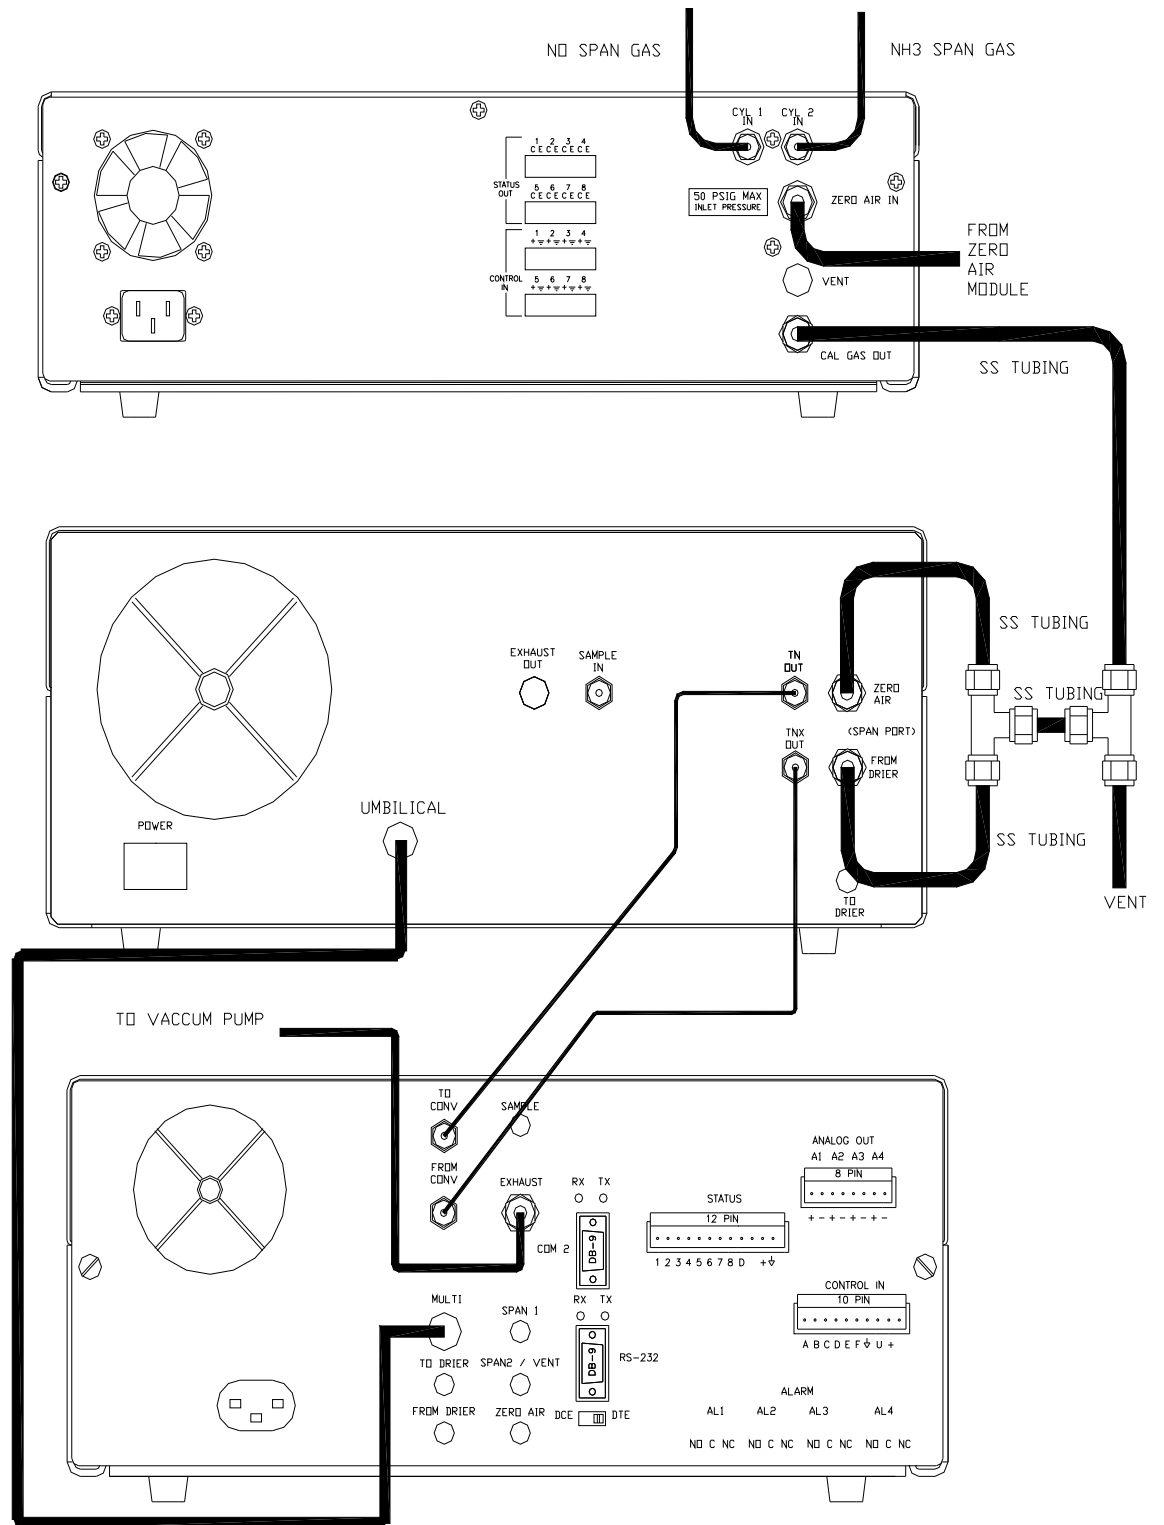 NO SPAN GAS
NH3 SPAN GAS
CYL 1
IN
CYL 2
IN
1 2 3 4
CECECECE
STATUS
OUT
5 6 7 8
CECECECE
1 2 3 4
+ + + +
CONTROL
IN
5 6 7 8
+ + + +
50 PSIG MAX
INLET PRESSURE
ZERO AIR IN
FROM
ZERO
AIR
MODULE
VENT
CAL GAS OUT
SS TUBING
EXHAUST
OUT
SAMPLE
IN
TN
OUT
ZERO
AIR
SS TUBING
SS TUBING
TNX
OUT
(SPAN PORT)
FROM
DRIER
UMBILICAL
POWER
SS TUBING
TO
DRIER
VENT
TO VACCUM PUMP
TO
CONV
SAMPLE
FROM
CONV
EXHAUST
RX TX
COM 2
DB-9
STATUS
12 PIN
1 2 3 4 5 6 7 8 D +
ANALOG OUT
A1 A2 A3 A4
8 PIN
+ - + - + - + -
MULTI
SPAN 1
RX TX
RS-232
DB-9
CONTROL IN
10 PIN
A B C D E F U +
TO DRIER
SPAN2 / VENT
FROM DRIER
ZERO AIR
DCE
DTE
ALARM
AL1 AL2 AL3 AL4
NO C NC NO C NC NO C NC NO C NC